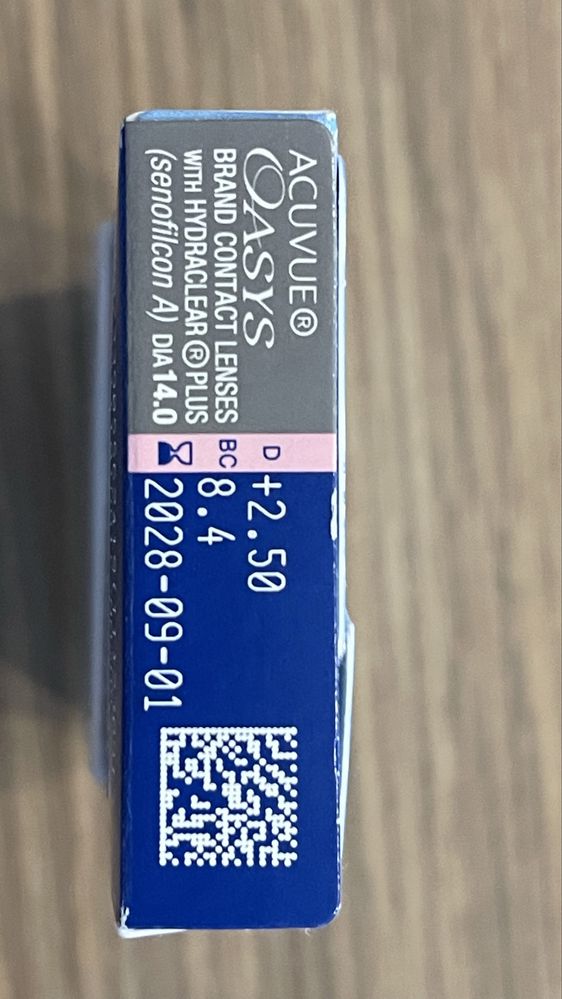 ACUVUE®
OASYS
BRAND CONTACT LENSES
WITH HYDRACLEAR® PLUS
(senofilcon A) DIA 14.0
D +2.50
BC 8.4
2028-09-01